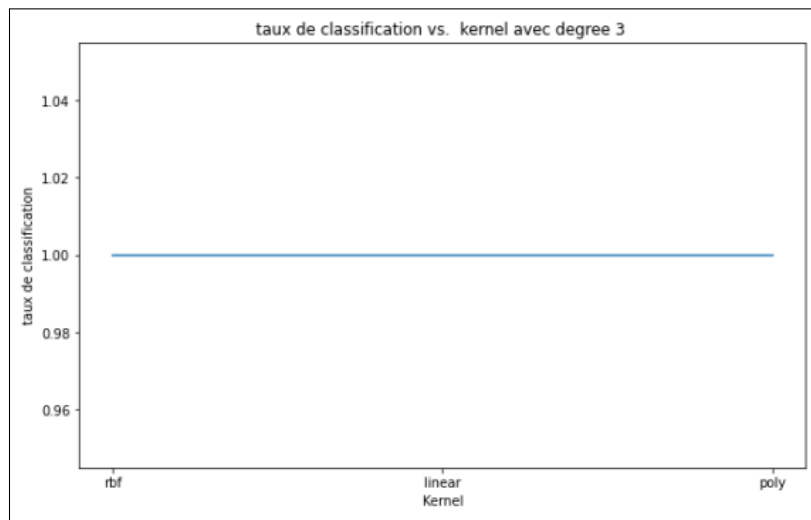 taux de classification vs.  kernel avec degree 3
1.04
1.02
1.00
0.98
0.96
taux de classification
rbf
linear
poly
Kernel